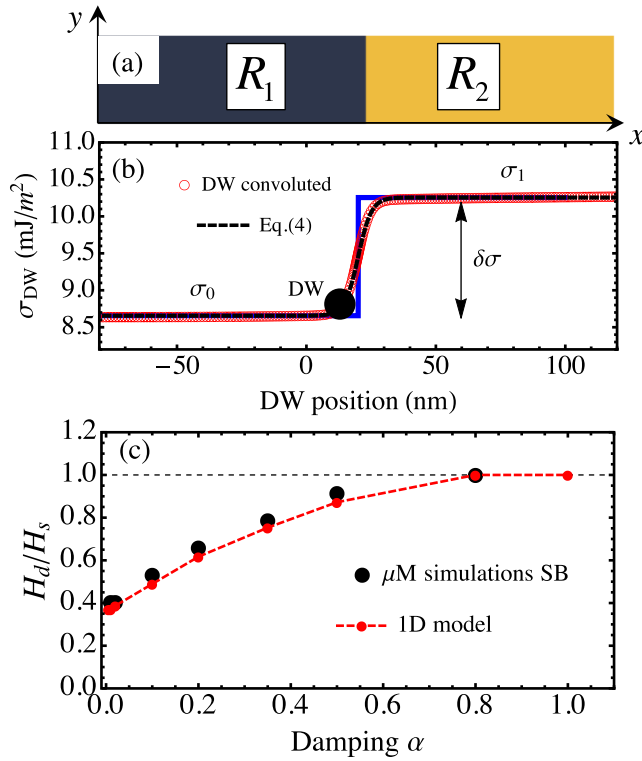 y
(a)
R₁
R₂
x
(b)
11.0
10.5
10.0
9.5
9.0
8.5
σ_DW (mJ/m²)
DW convoluted
Eq.(4)
σ₁
σ₀
DW
δσ
−50 0 50 100
DW position (nm)
(c)
1.2
1.0
0.8
0.6
0.4
0.2
0.0
H_d/H_s
μM simulations SB
1D model
0.0 0.2 0.4 0.6 0.8 1.0
Damping α